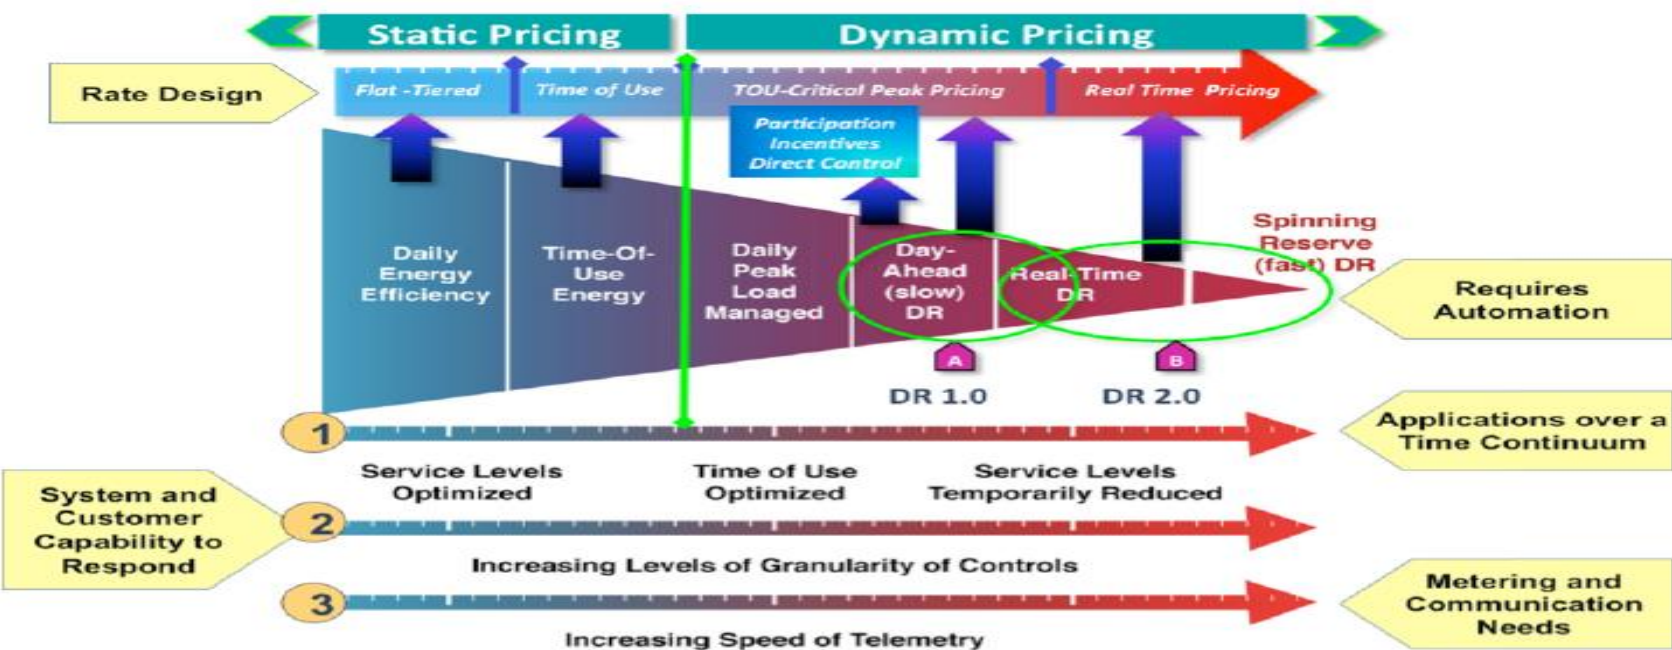 Static Pricing
Dynamic Pricing
Rate Design
Flat -Tiered
Time of Use
TOU-Critical Peak Pricing
Real Time Pricing
Participation
Incentives
Direct Control
Daily
Energy
Efficiency
Time-Of-
Use
Energy
Daily
Peak
Load
Managed
Day-
Ahead
(slow)
DR
Real-Time
DR
Spinning
Reserve
(fast) DR
Requires
Automation
A
DR 1.0
B
DR 2.0
1
Applications over a
Time Continuum
Service Levels
Optimized
Time of Use
Optimized
Service Levels
Temporarily Reduced
System and
Customer
Capability to
Respond
2
Increasing Levels of Granularity of Controls
3
Increasing Speed of Telemetry
Metering and
Communication
Needs